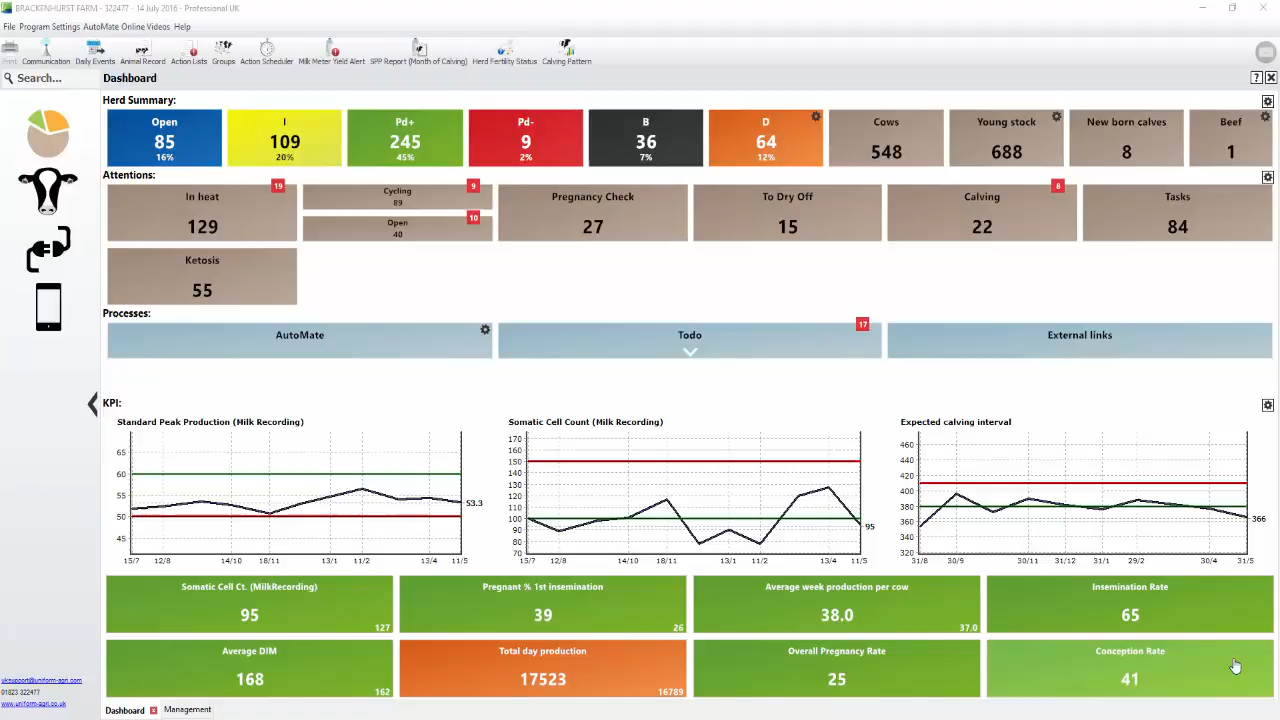 BRACKENHURST FARM - 322477 - 14 July 2016 - Professional UK
File Program Settings AutoMate Online Videos Help
Print Communication Daily Events Animal Record Action Lists Groups Action Scheduler Milk Meter Yield Alert SPP Report (Month of Calving) Herd Fertility Status Calving Pattern
Search... Dashboard ?
Herd Summary:
Open I Pd+ Pd- B D Cows Young stock New born calves Beef
85 109 245 9 36 64 548 688 8 1
16% 20% 45% 2% 7% 12%
Attentions:
19 9 8
In heat Cycling Pregnancy Check To Dry Off Calving Tasks
89
10
129 Open 27 15 22 84
40
Ketosis
55
Processes:
17
AutoMate Todo External links
KPI:
Standard Peak Production (Milk Recording) Somatic Cell Count (Milk Recording) Expected calving interval
65
60
55
50
45
53.3
15/7 12/8 14/10 18/11 11/2 13/4 11/5
170
160
150
140
130
120
110
100
90
80
70
95
15/7 12/8 14/10 18/11 13/1 11/2 13/4 11/5
460
440
420
400
380
360
340
320
366
31/8 30/9 30/11 31/12 31/1 29/2 30/4 31/5
Somatic Cell Ct. (MilkRecording) Pregnant % 1st insemination Average week production per cow Insemination Rate
95 39 38.0 65
127 26 37.0
Average DIM Total day production Overall Pregnancy Rate Conception Rate
168 17523 25 41
162 16789
uksupport@uniform-agri.com
01823 322477
www.uniform-agri.co.uk
Dashboard Management